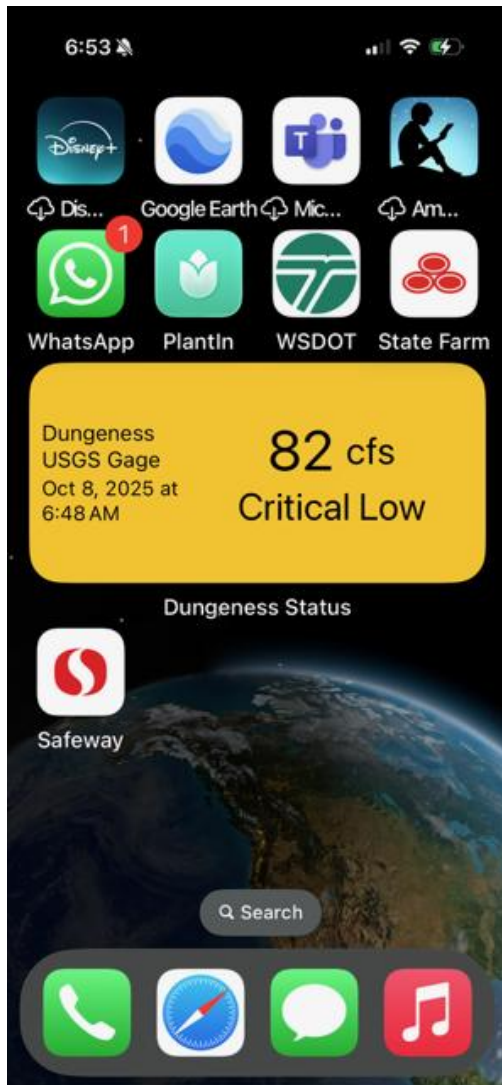 6:53
Disney+
T
Dis...
Google Earth
Mic...
Am...
1
WhatsApp
PlantIn
WSDOT
State Farm
Dungeness
USGS Gage
Oct 8, 2025 at
6:48 AM
82 cfs
Critical Low
Dungeness Status
Safeway
Search